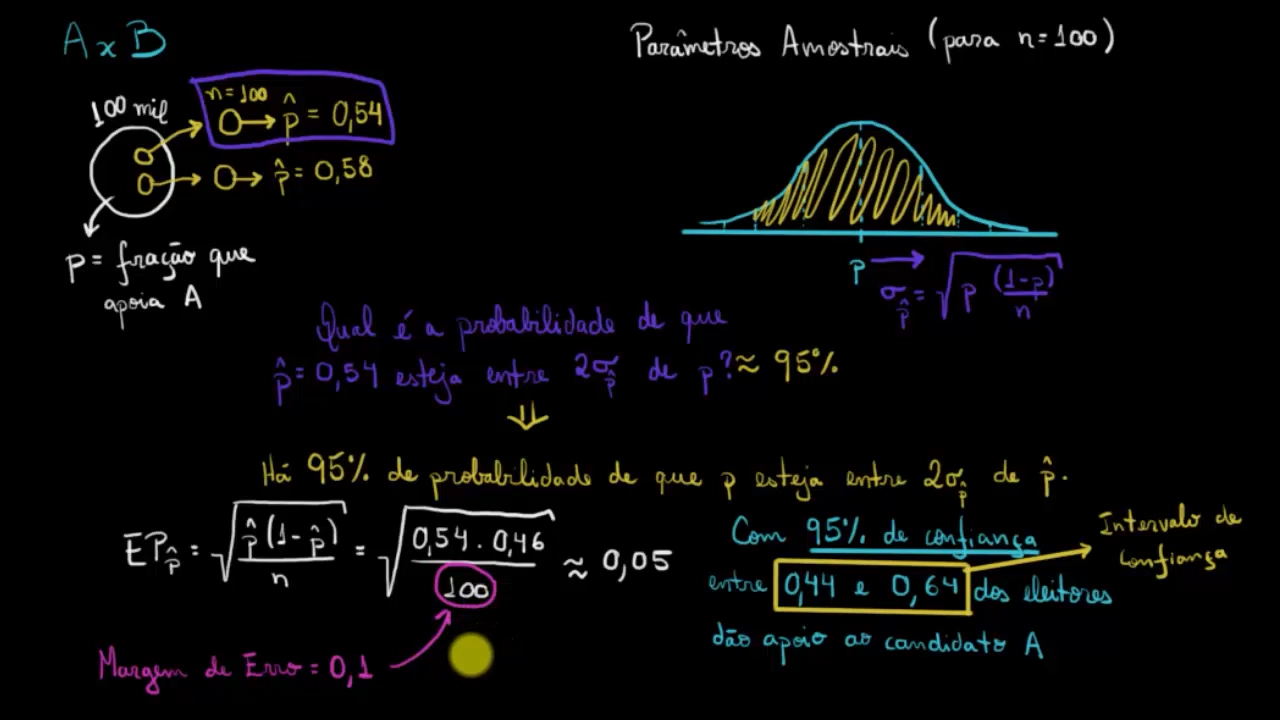 A x B
Parâmetros Amostrais (para n=100)
100 mil
n=100
p̂ = 0,54
p̂ = 0,58
p = fração que
apoia A
p
σp̂ = √p (1-p)/n
Qual é a probabilidade de que
p̂ = 0,54 esteja entre 2σp̂ de p? ≈ 95%
Há 95% de probabilidade de que p esteja entre 2σp̂ de p̂.
EPp̂ = √p̂(1-p̂)/n = √0,54 . 0,46/100 ≈ 0,05
Com 95% de confiança
entre 0,44 e 0,64 dos eleitores
dão apoio ao candidato A
Intervalo de
confiança
Margem de Erro = 0,1